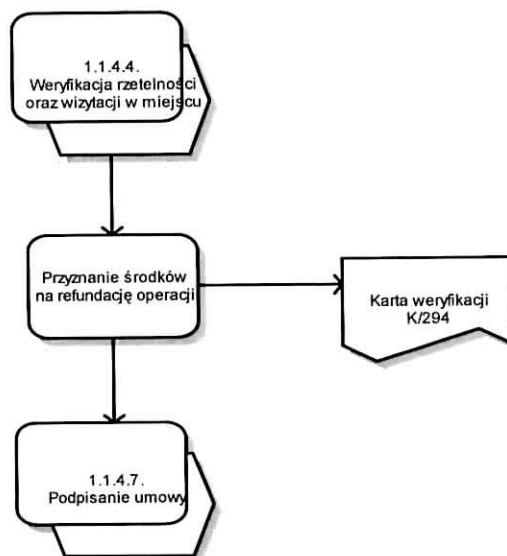 1.1.4.4.
Weryfikacja rzetelności
oraz wizylacji w miejscu
Przyznanie środków
na refundację operacji
Karta weryfikacji
K/294
1.1.4.7.
Podpisanie umowy